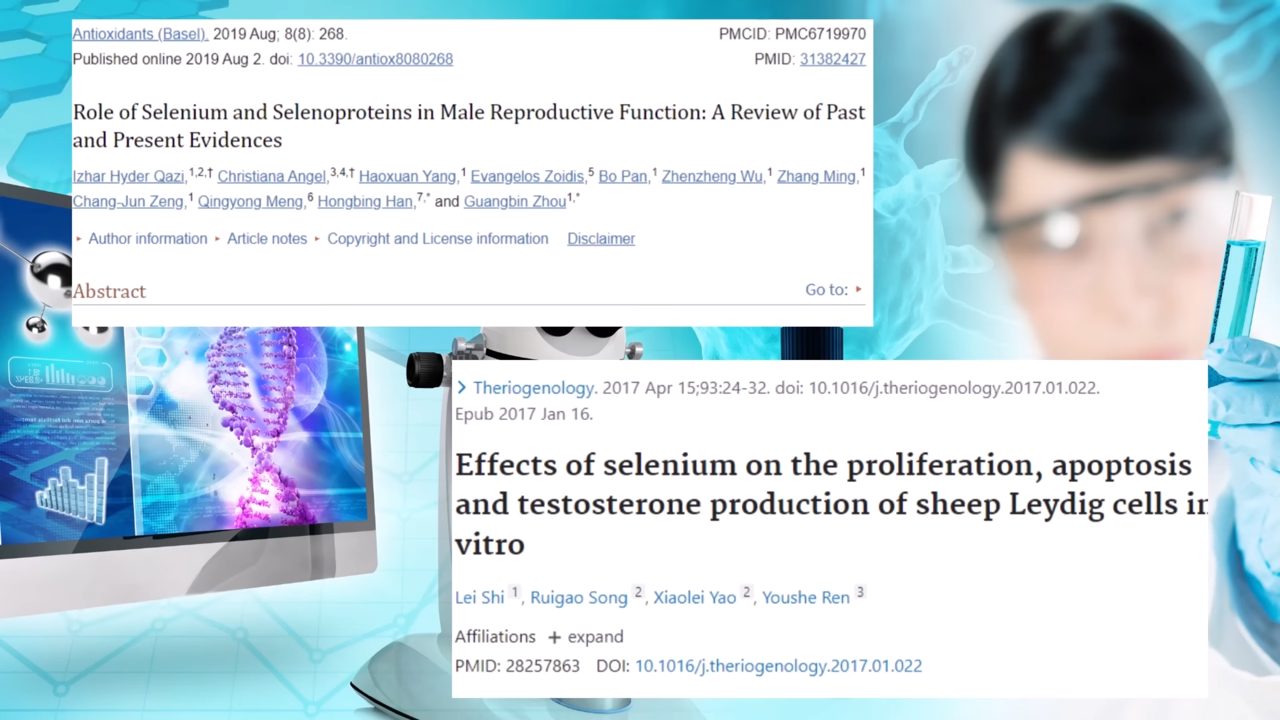 Antioxidants (Basel). 2019 Aug; 8(8): 268.
PMCID: PMC6719970
Published online 2019 Aug 2. doi: 10.3390/antiox8080268
PMID: 31382427
Role of Selenium and Selenoproteins in Male Reproductive Function: A Review of Past
and Present Evidences
Izhar Hyder Qazi,1,2,† Christiana Angel,3,4,† Haoxuan Yang,1 Evangelos Zoidis,5 Bo Pan,1 Zhenzheng Wu,1 Zhang Ming,1
Chang-Jun Zeng,1 Qingyong Meng,6 Hongbing Han,7,* and Guangbin Zhou1,*
▸ Author information ▸ Article notes ▸ Copyright and License information Disclaimer
Abstract
Go to: ▸
> Theriogenology. 2017 Apr 15;93:24-32. doi: 10.1016/j.theriogenology.2017.01.022.
Epub 2017 Jan 16.
Effects of selenium on the proliferation, apoptosis
and testosterone production of sheep Leydig cells in
vitro
Lei Shi 1, Ruigao Song 2, Xiaolei Yao 2, Youshe Ren 3
Affiliations + expand
PMID: 28257863 DOI: 10.1016/j.theriogenology.2017.01.022